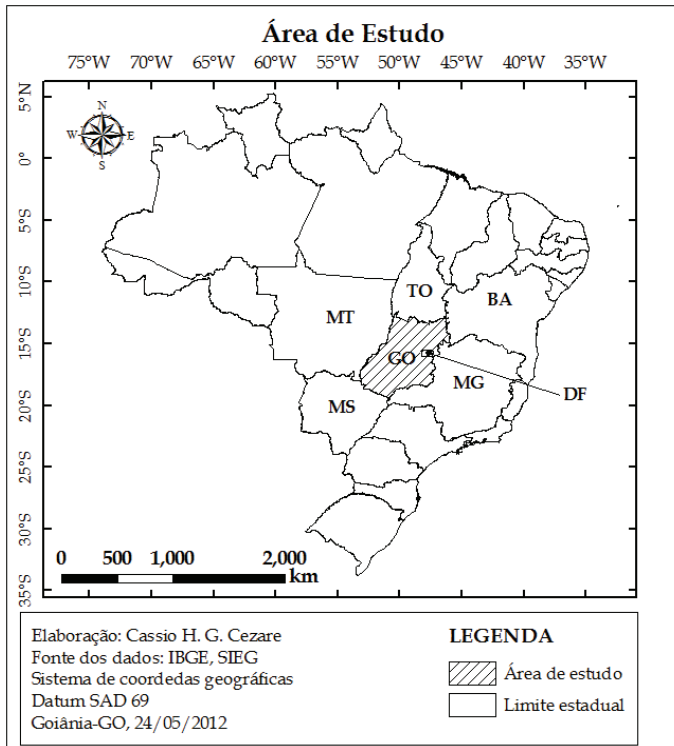 Área de Estudo
75°W 70°W 60°W 55°W 50°W 45°W 40°W 35°W
5°N
0°
5°S
10°S
15°S
20°S
25°S
30°S
35°S
N
W E
S
TO
BA
MT
GO
MG
DF
MS
0 500 1,000 2,000
km
Elaboração: Cassio H. G. Cezare
Fonte dos dados: IBGE, SIEG
Sistema de coordedas geográficas
Datum SAD 69
Goiânia-GO, 24/05/2012
LEGENDA
Área de estudo
Limite estadual